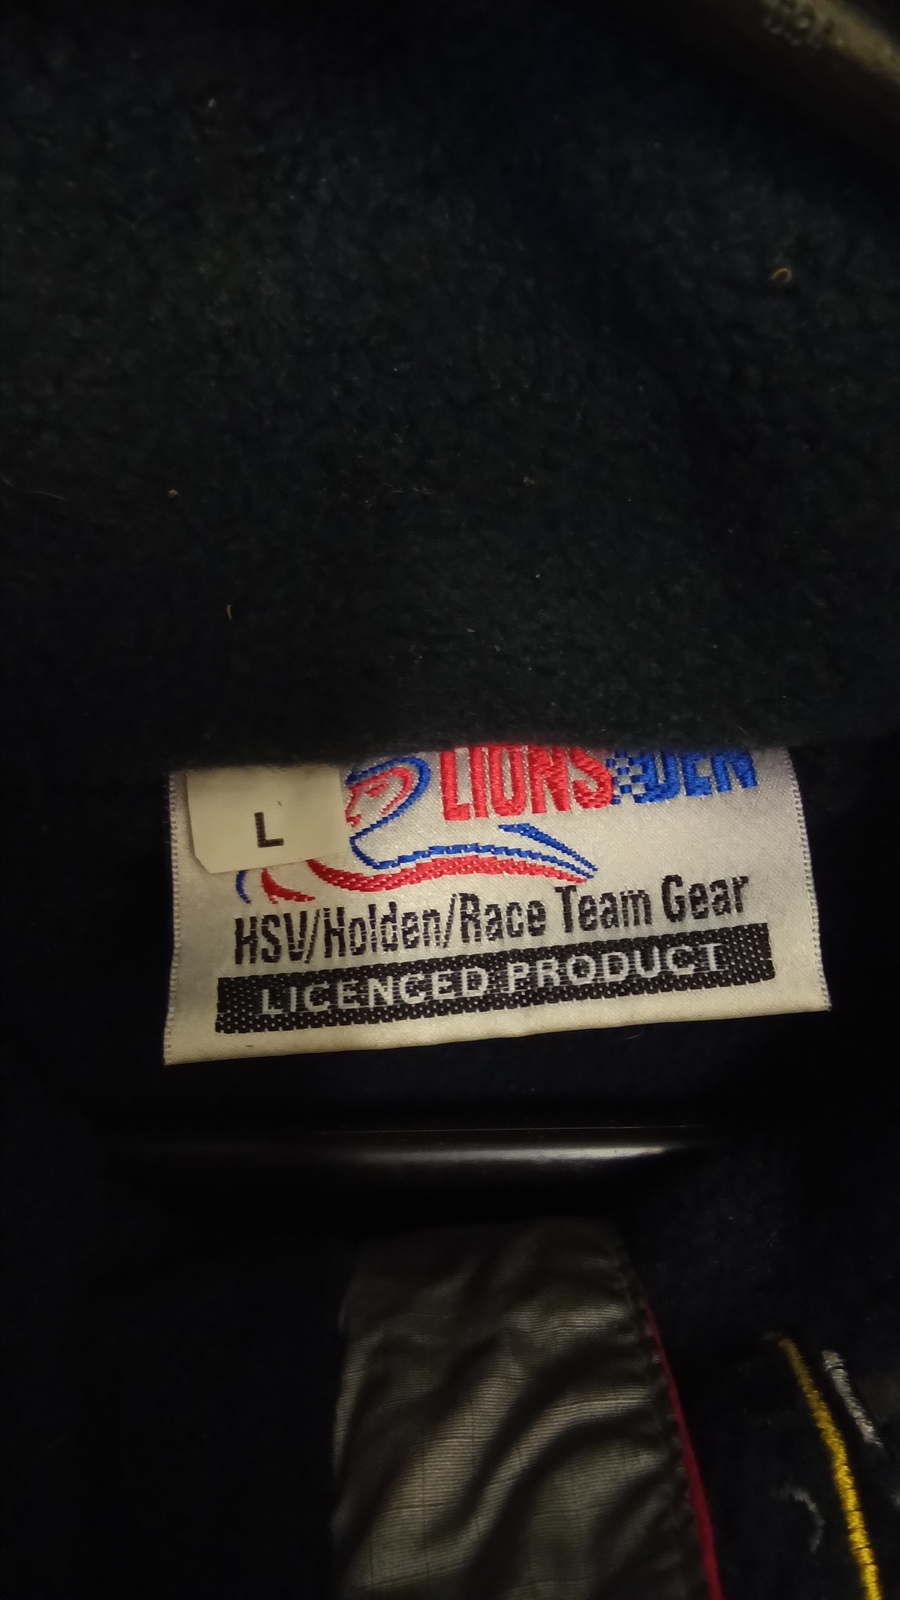 LIONS DEN
L
HSV/Holden/Race Team Gear
LICENCED PRODUCT